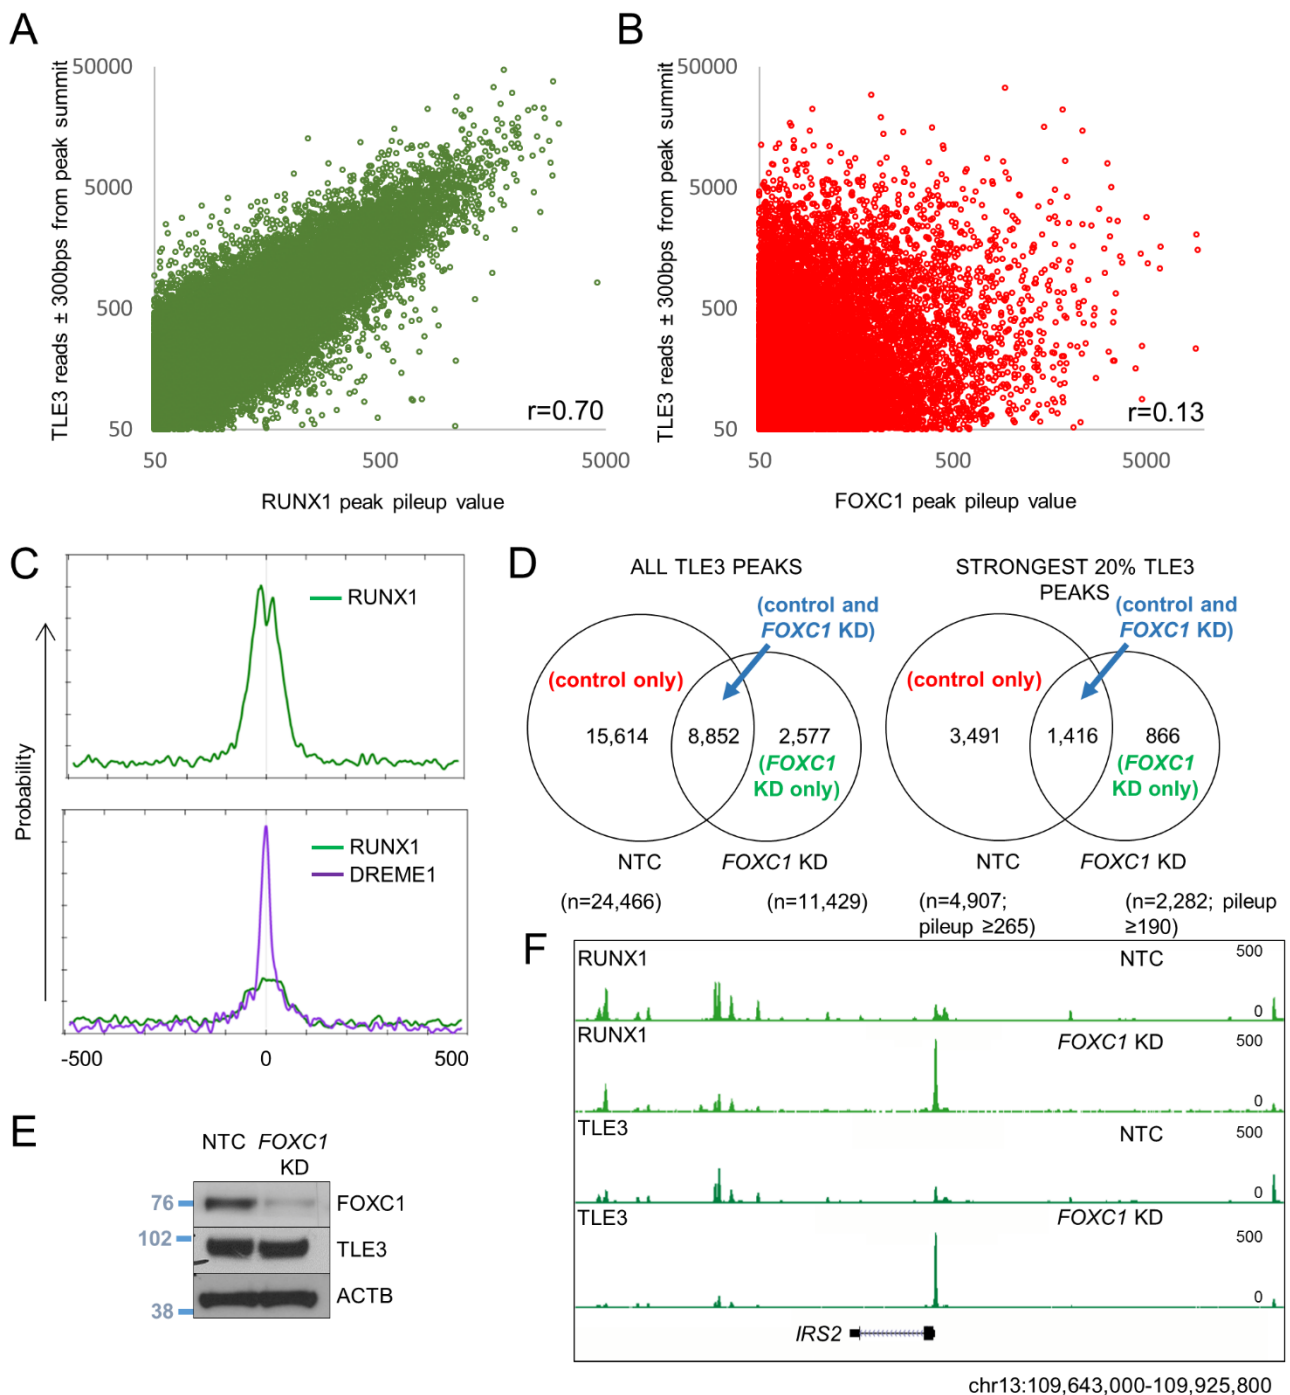 A
TLE3 reads ± 300bps from peak summit
50000
5000
500
50
r=0.70
50
500
5000
RUNX1 peak pileup value
B
TLE3 reads ± 300bps from peak summit
50000
5000
500
50
r=0.13
50
500
5000
FOXC1 peak pileup value
C
Probability
RUNX1
RUNX1
DREME1
-500
0
500
D
ALL TLE3 PEAKS
(control and
FOXC1 KD)
(control only)
15,614
8,852
2,577
(FOXC1
KD only)
NTC
FOXC1 KD
(n=24,466)
(n=11,429)
STRONGEST 20% TLE3
PEAKS
(control and
FOXC1 KD)
(control only)
3,491
1,416
866
(FOXC1
KD only)
NTC
FOXC1 KD
(n=4,907;
pileup ≥265)
(n=2,282; pileup
≥190)
E
NTC
FOXC1
KD
76
FOXC1
102
TLE3
38
ACTB
F
RUNX1
NTC
500
0
RUNX1
FOXC1 KD
500
0
TLE3
NTC
500
0
TLE3
FOXC1 KD
500
0
IRS2
chr13:109,643,000-109,925,800